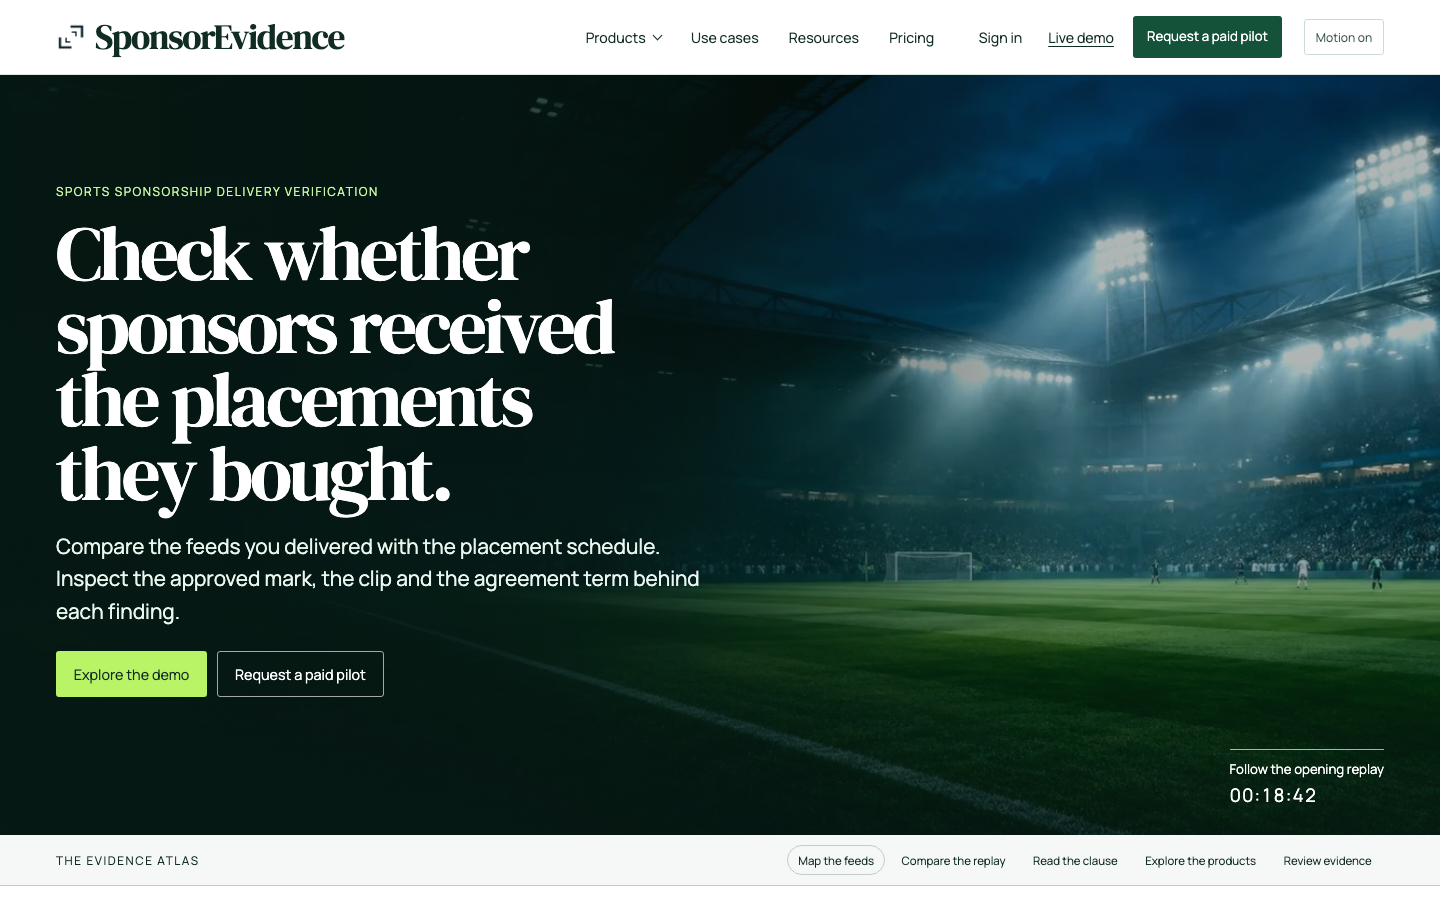 SponsorEvidence
Products Use cases Resources Pricing Sign in Live demo Request a paid pilot Motion on
SPORTS SPONSORSHIP DELIVERY VERIFICATION
Check whether
sponsors received
the placements
they bought.
Compare the feeds you delivered with the placement schedule.
Inspect the approved mark, the clip and the agreement term behind
each finding.
Explore the demo Request a paid pilot
Follow the opening replay
00:18:42
THE EVIDENCE ATLAS Map the feeds Compare the replay Read the clause Explore the products Review evidence